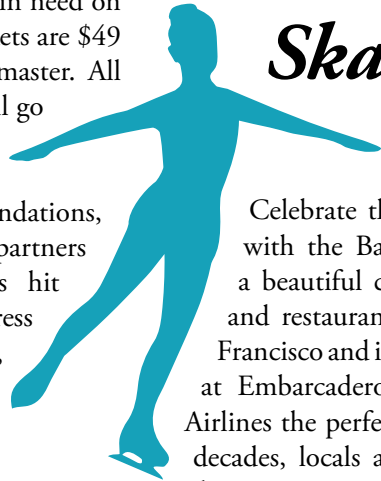 in need on
ets are $49
master. All
l go
ndations,
partners
s hit
ress
Ska
Celebrate th
with the Ba
a beautiful c
and restauran
Francisco and i
at Embarcadero
Airlines the perfe
decades, locals a